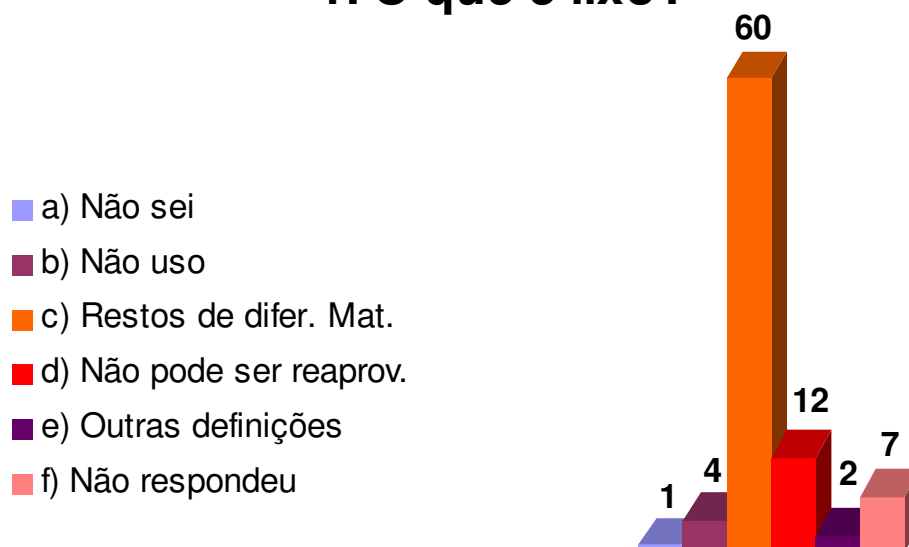 60
a) Não sei
b) Não uso
c) Restos de difer. Mat.
d) Não pode ser reaprov.
e) Outras definições
f) Não respondeu
12
1
4
2
7